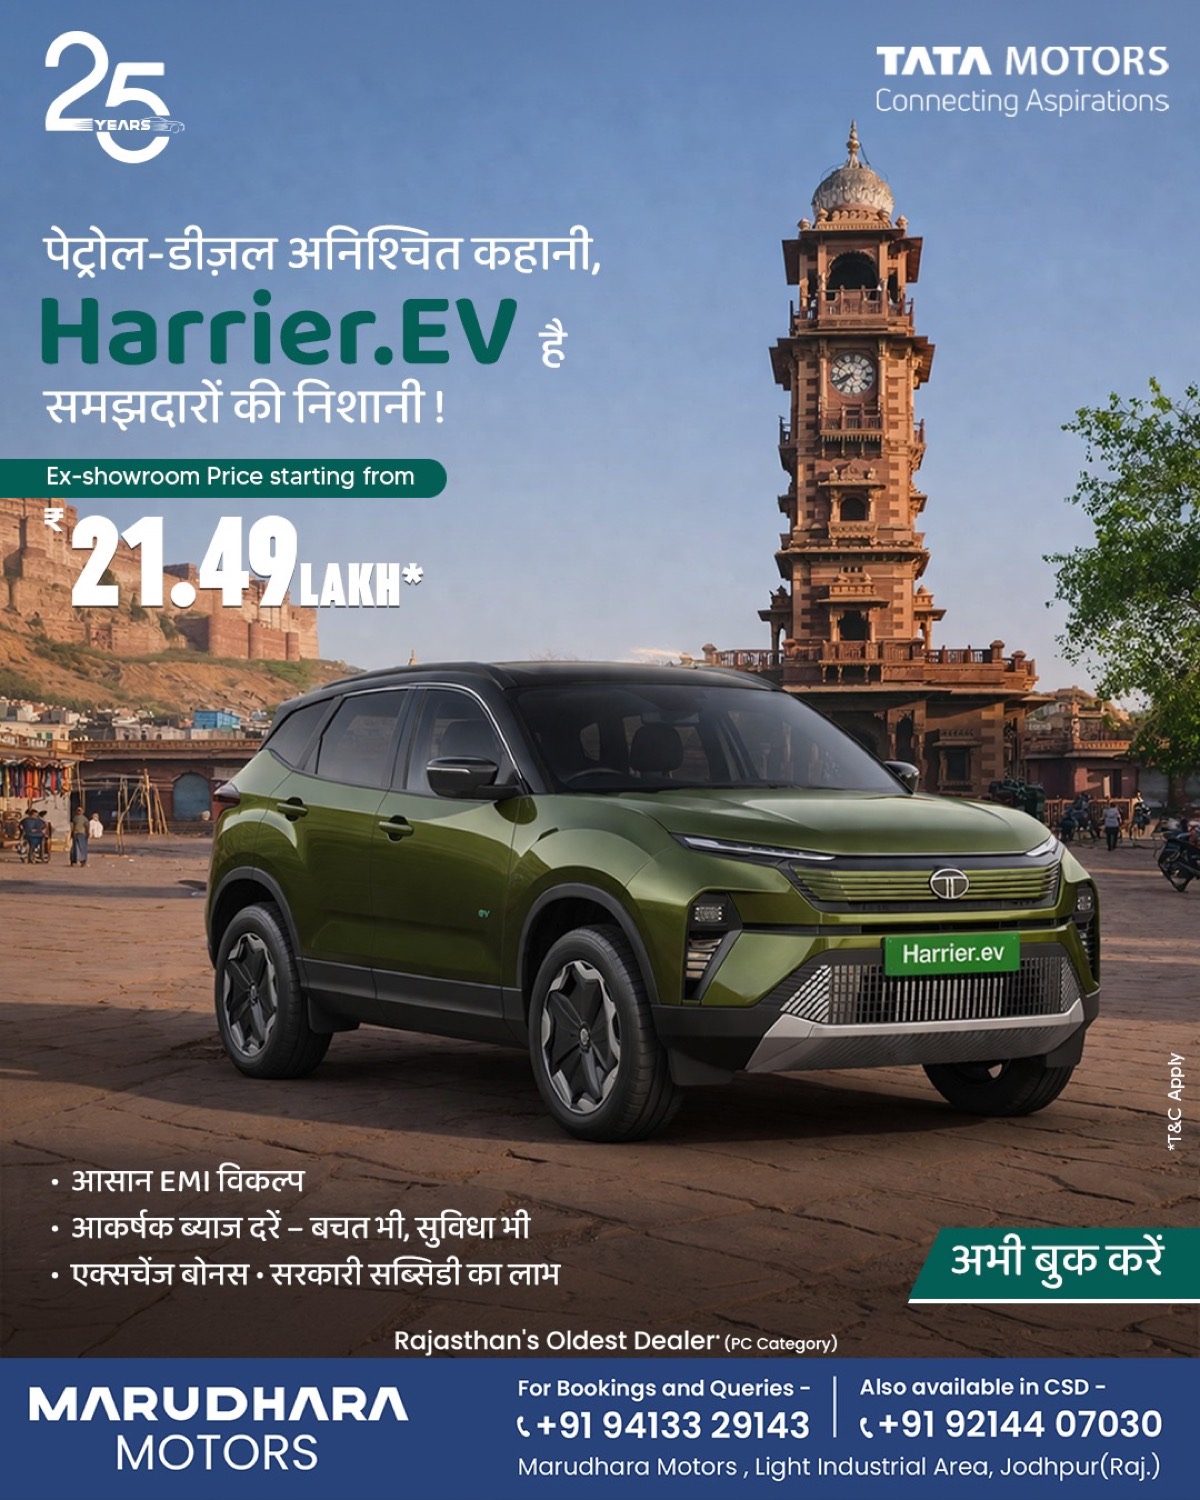 25
YEARS
TATA MOTORS
Connecting Aspirations
पेट्रोल-डीज़ल अनिश्चित कहानी,
Harrier.EV है
समझदारों की निशानी !
Ex-showroom Price starting from
₹ 21.49 LAKH*
ev
Harrier.ev
*T&C Apply
• आसान EMI विकल्प
• आकर्षक ब्याज दरें – बचत भी, सुविधा भी
• एक्सचेंज बोनस • सरकारी सब्सिडी का लाभ
अभी बुक करें
Rajasthan's Oldest Dealer* (PC Category)
MARUDHARA
MOTORS
For Bookings and Queries -
+91 94133 29143
Also available in CSD -
+91 92144 07030
Marudhara Motors , Light Industrial Area, Jodhpur(Raj.)